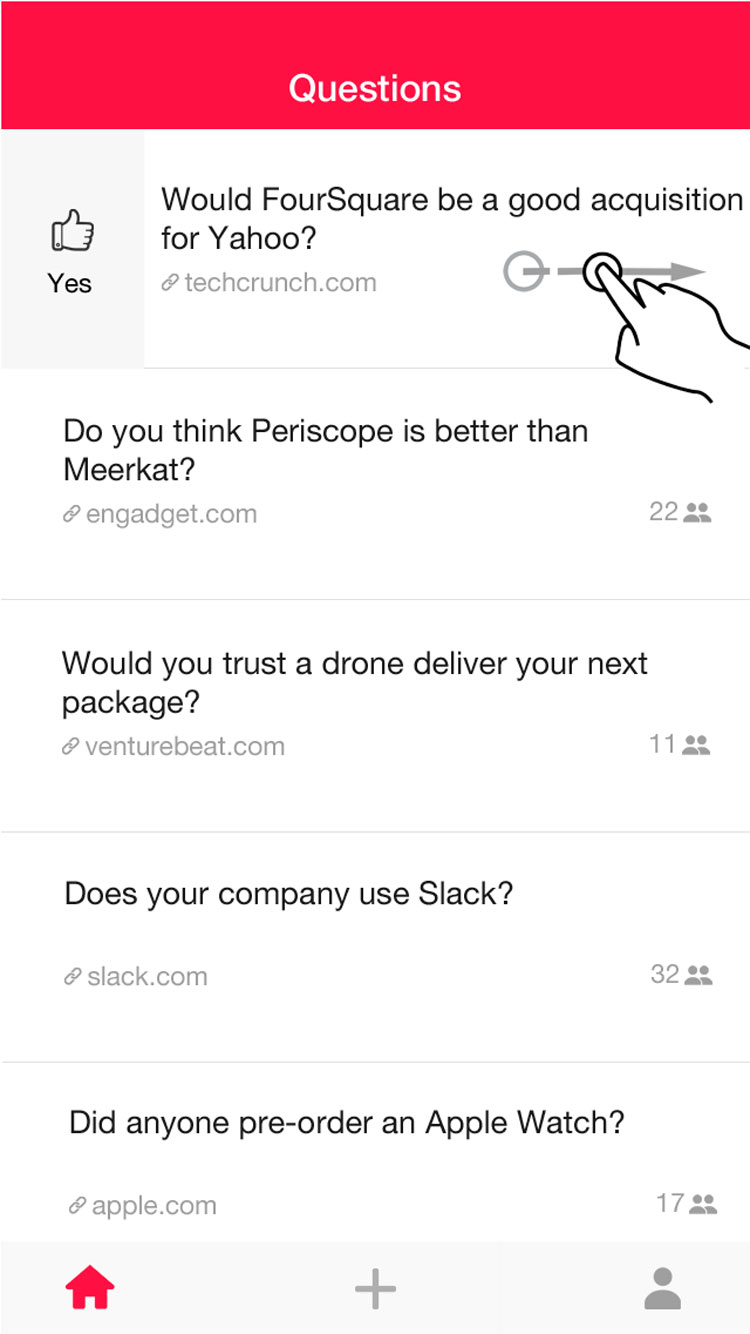 Questions
Would FourSquare be a good acquisition
for Yahoo?
Yes
techcrunch.com
Do you think Periscope is better than
Meerkat?
engadget.com
22
Would you trust a drone deliver your next
package?
venturebeat.com
11
Does your company use Slack?
slack.com
32
Did anyone pre-order an Apple Watch?
apple.com
17